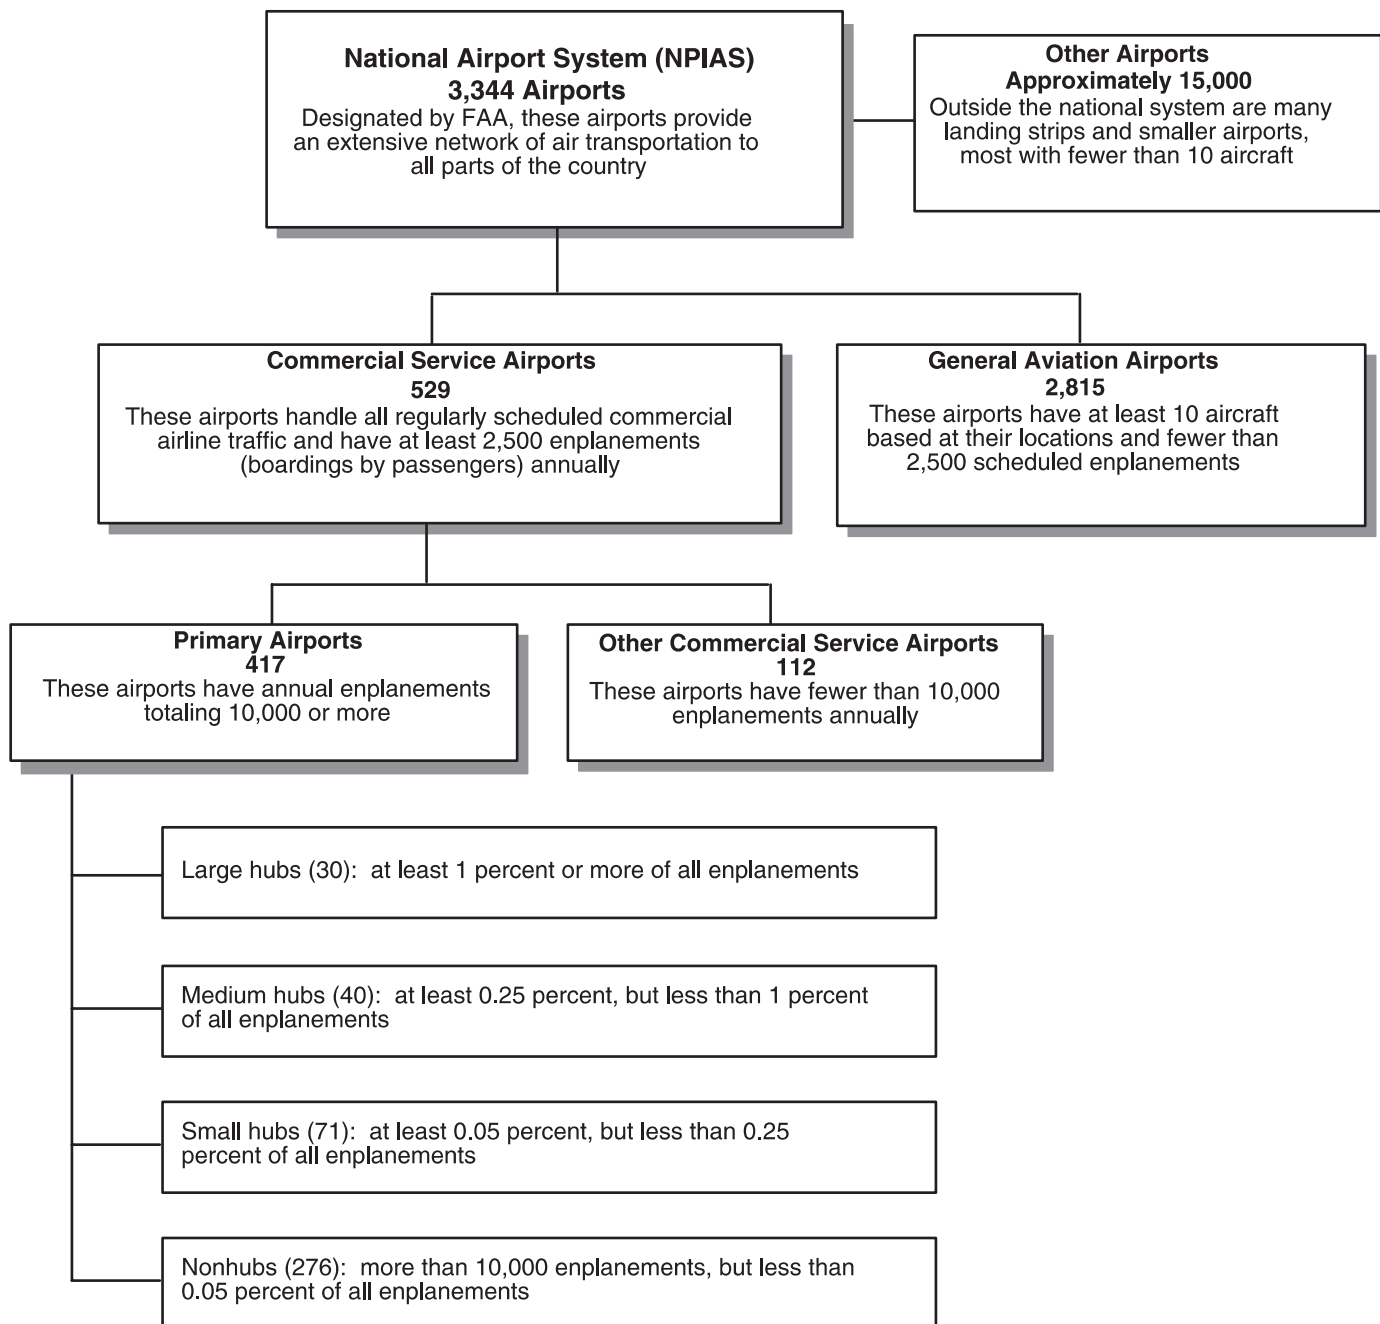 National Airport System (NPIAS)
3,344 Airports
Designated by FAA, these airports provide
an extensive network of air transportation to
all parts of the country
Other Airports
Approximately 15,000
Outside the national system are many
landing strips and smaller airports,
most with fewer than 10 aircraft
Commercial Service Airports
529
These airports handle all regularly scheduled commercial
airline traffic and have at least 2,500 enplanements
(boardings by passengers) annually
General Aviation Airports
2,815
These airports have at least 10 aircraft
based at their locations and fewer than
2,500 scheduled enplanements
Primary Airports
417
These airports have annual enplanements
totaling 10,000 or more
Other Commercial Service Airports
112
These airports have fewer than 10,000
enplanements annually
Large hubs (30):  at least 1 percent or more of all enplanements
Medium hubs (40):  at least 0.25 percent, but less than 1 percent
of all enplanements
Small hubs (71):  at least 0.05 percent, but less than 0.25
percent of all enplanements
Nonhubs (276):  more than 10,000 enplanements, but less than
0.05 percent of all enplanements